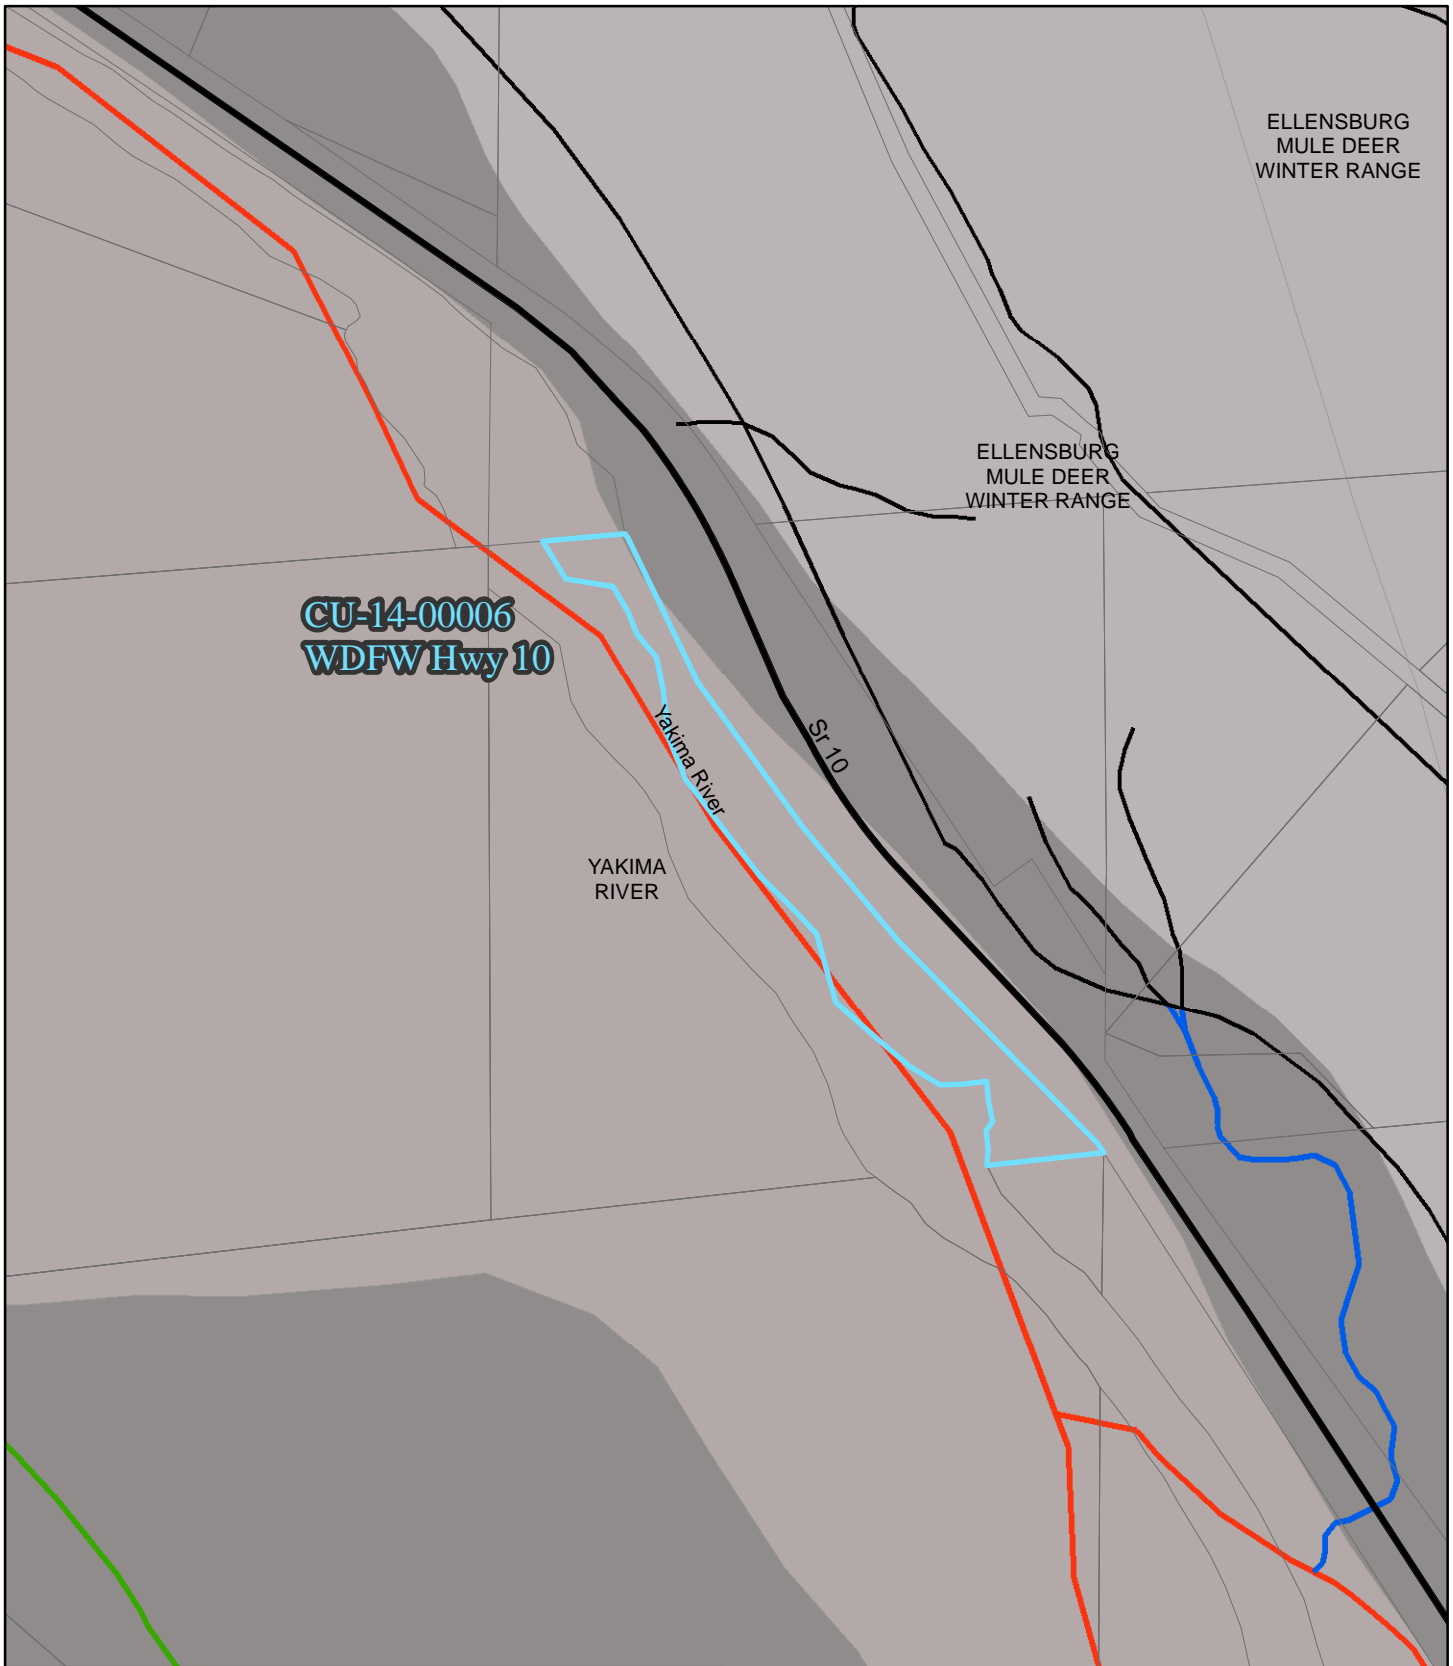 ELLENSBURG
MULE DEER
WINTER RANGE
ELLENSBURG
MULE DEER
WINTER RANGE
CU-14-00006
WDFW Hwy 10
Yakima River
Sr 10
YAKIMA
RIVER